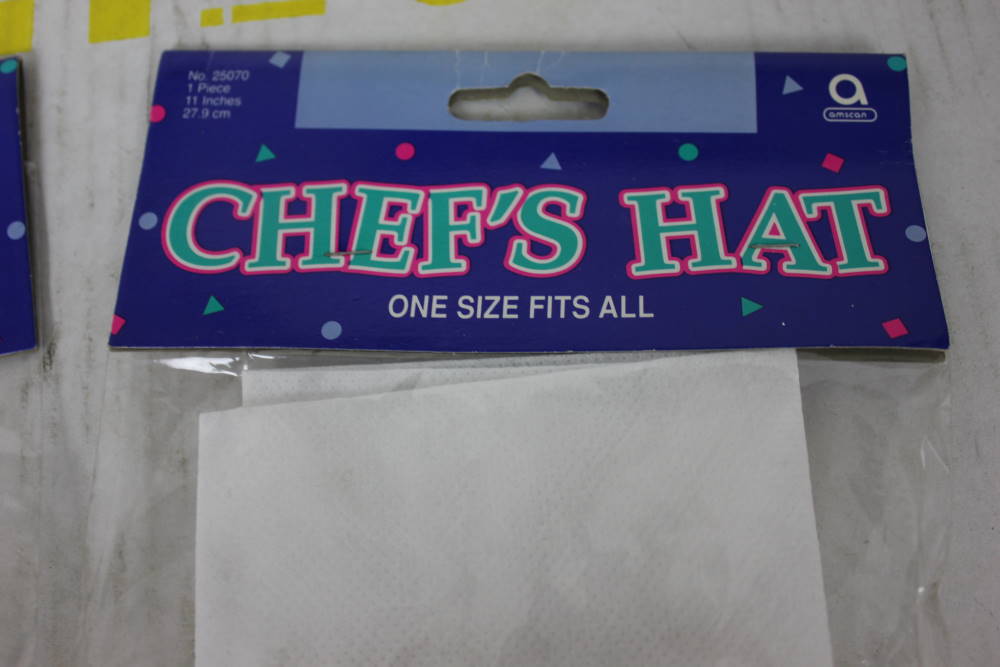 No. 25070
1 Piece
11 Inches
27.9 cm
a
amscan
CHEF'S HAT
ONE SIZE FITS ALL